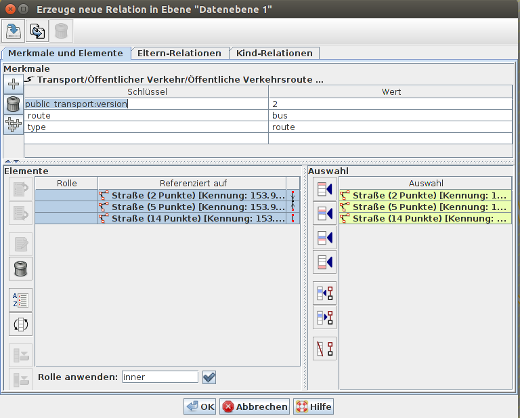 Erzeuge neue Relation in Ebene "Datenebene 1"
Merkmale und Elemente Eltern-Relationen Kind-Relationen
Merkmale
Transport/Öffentlicher Verkehr/Öffentliche Verkehrsroute ...
Schlüssel Wert
public_transport:version 2
route bus
type route
Elemente
Rolle Referenziert auf
Straße (2 Punkte) [Kennung: 153.9...
Straße (5 Punkte) [Kennung: 153.9...
Straße (14 Punkte) [Kennung: 153....
Rolle anwenden: inner
Auswahl
Auswahl
Straße (2 Punkte) [Kennung: 1...
Straße (5 Punkte) [Kennung: 1...
Straße (14 Punkte) [Kennung: ...
OK Abbrechen Hilfe